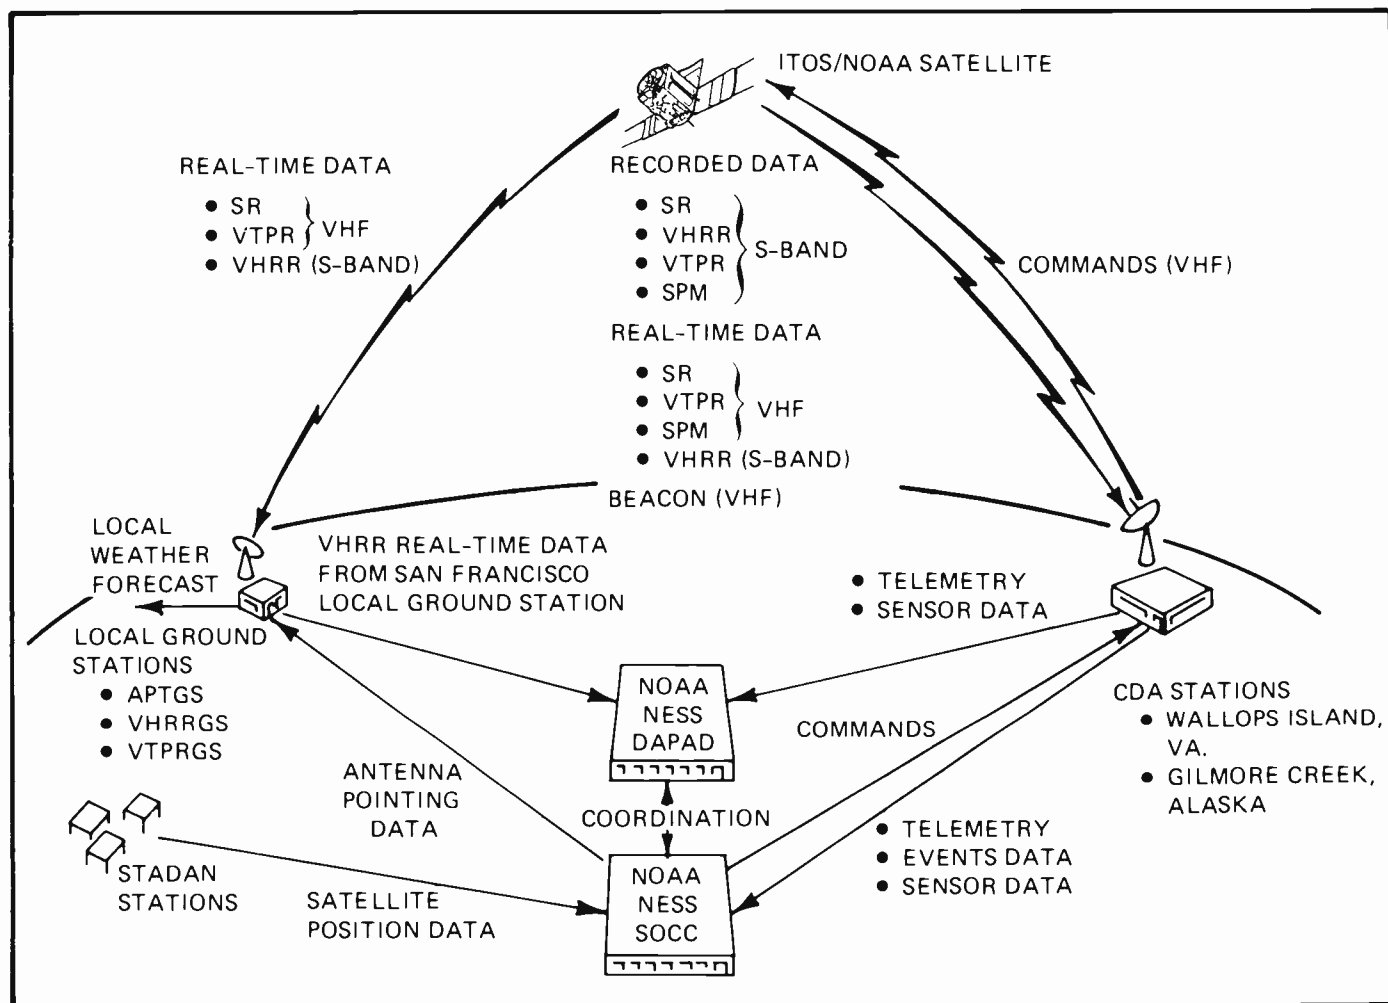 ITOS/NOAA SATELLITE
REAL-TIME DATA
● SR
● VTPR
VHF
● VHRR (S-BAND)
RECORDED DATA
● SR
● VHRR
● VTPR
● SPM
S-BAND
REAL-TIME DATA
● SR
● VTPR
● SPM
VHF
● VHRR (S-BAND)
BEACON (VHF)
COMMANDS (VHF)
LOCAL
WEATHER
FORECAST
VHRR REAL-TIME DATA
FROM SAN FRANCISCO
LOCAL GROUND STATION
● TELEMETRY
● SENSOR DATA
LOCAL GROUND
STATIONS
● APTGS
● VHRRGS
● VTPRGS
NOAA
NESS
DAPAD
COMMANDS
CDA STATIONS
● WALLOPS ISLAND,
VA.
● GILMORE CREEK,
ALASKA
ANTENNA
POINTING
DATA
COORDINATION
● TELEMETRY
● EVENTS DATA
● SENSOR DATA
STADAN
STATIONS
SATELLITE
POSITION DATA
NOAA
NESS
SOCC